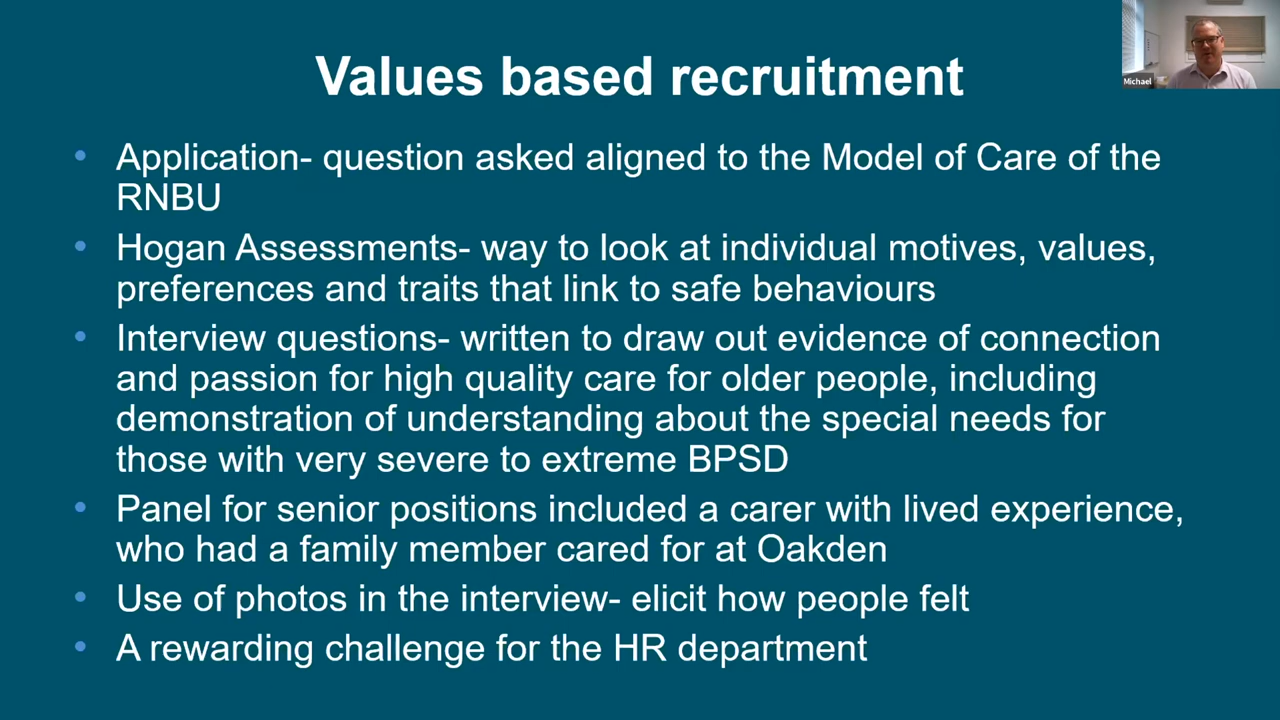 Values based recruitment
Michael
• Application- question asked aligned to the Model of Care of the
RNBU
• Hogan Assessments- way to look at individual motives, values,
preferences and traits that link to safe behaviours
• Interview questions- written to draw out evidence of connection
and passion for high quality care for older people, including
demonstration of understanding about the special needs for
those with very severe to extreme BPSD
• Panel for senior positions included a carer with lived experience,
who had a family member cared for at Oakden
• Use of photos in the interview- elicit how people felt
• A rewarding challenge for the HR department